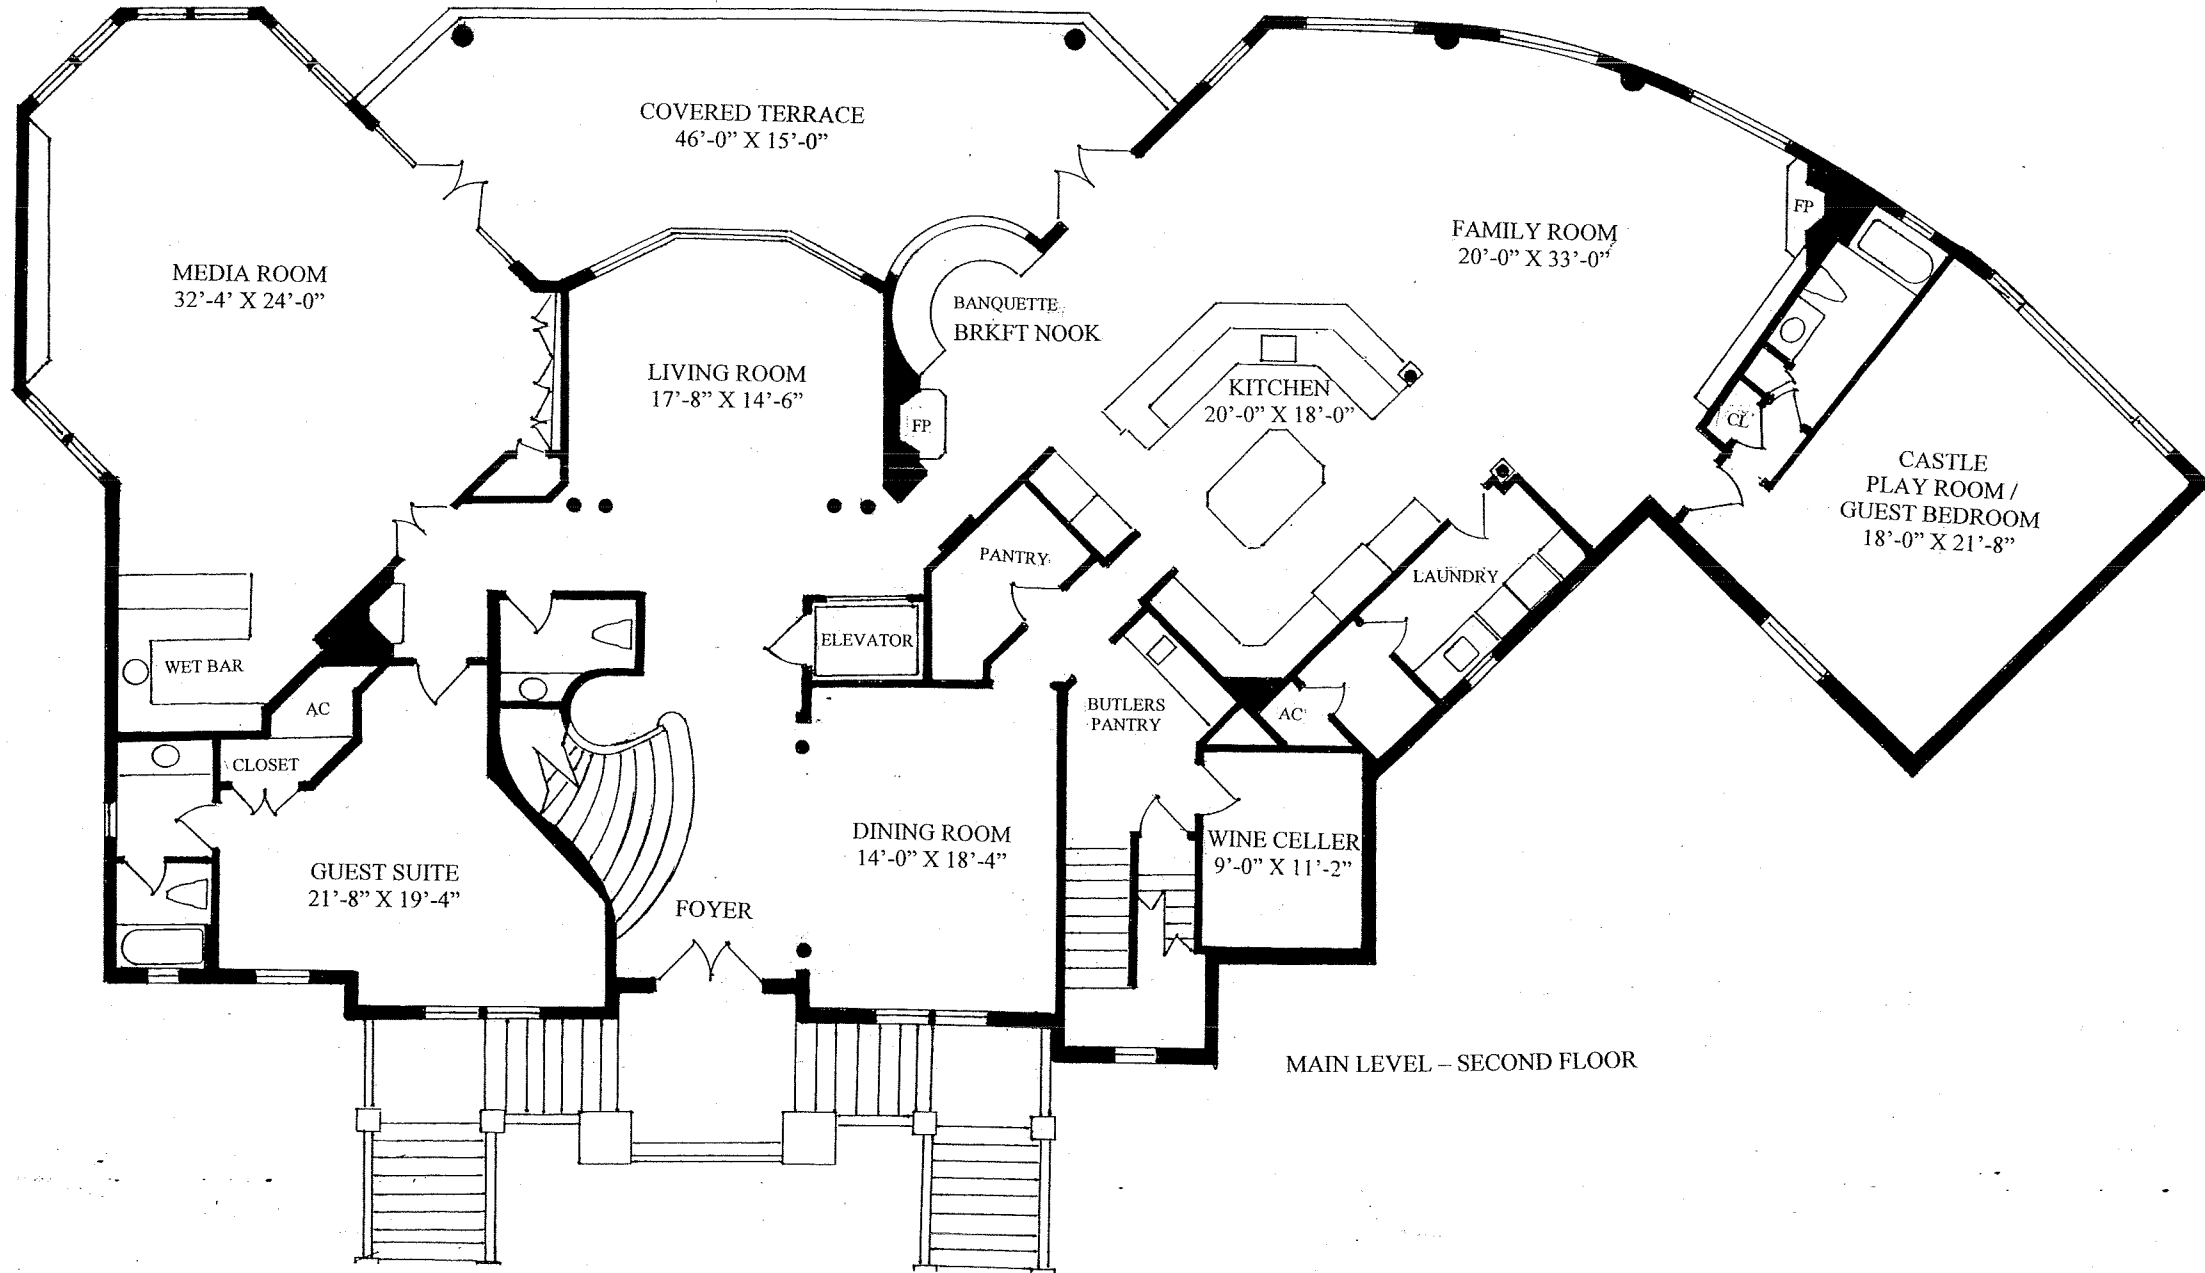 COVERED TERRACE
46’-0” X 15’-0”
MEDIA ROOM
32’-4’ X 24’-0”
FAMILY ROOM
20’-0” X 33’-0”
FP
BANQUETTE
BRKFT NOOK
LIVING ROOM
17’-8” X 14’-6”
KITCHEN
20’-0” X 18’-0”
FP
CL
CASTLE
PLAY ROOM /
GUEST BEDROOM
18’-0” X 21’-8”
PANTRY
LAUNDRY
ELEVATOR
WET BAR
AC
BUTLERS
PANTRY
AC
CLOSET
GUEST SUITE
21’-8” X 19’-4”
DINING ROOM
14’-0” X 18’-4”
WINE CELLER
9’-0” X 11’-2”
FOYER
MAIN LEVEL – SECOND FLOOR